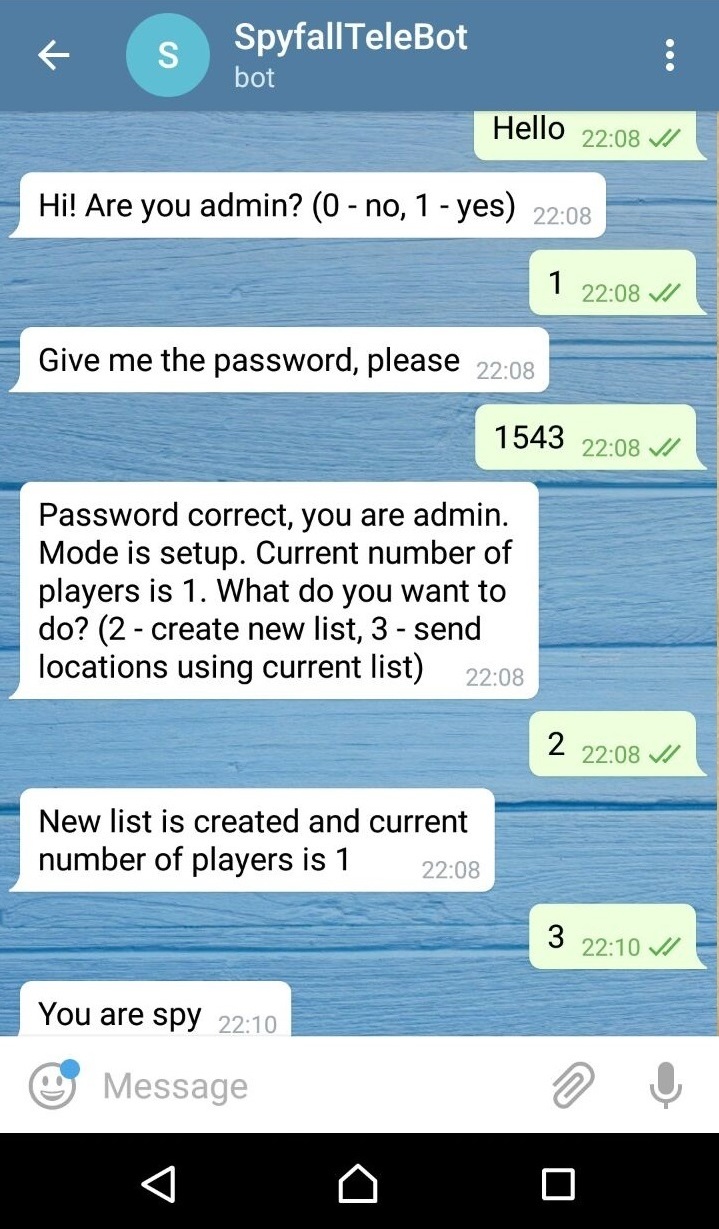 S
SpyfallTeleBot
bot
Hello 22:08
Hi! Are you admin? (0 - no, 1 - yes) 22:08
1 22:08
Give me the password, please 22:08
1543 22:08
Password correct, you are admin.
Mode is setup. Current number of
players is 1. What do you want to
do? (2 - create new list, 3 - send
locations using current list) 22:08
2 22:08
New list is created and current
number of players is 1 22:08
3 22:10
You are spy 22:10
Message